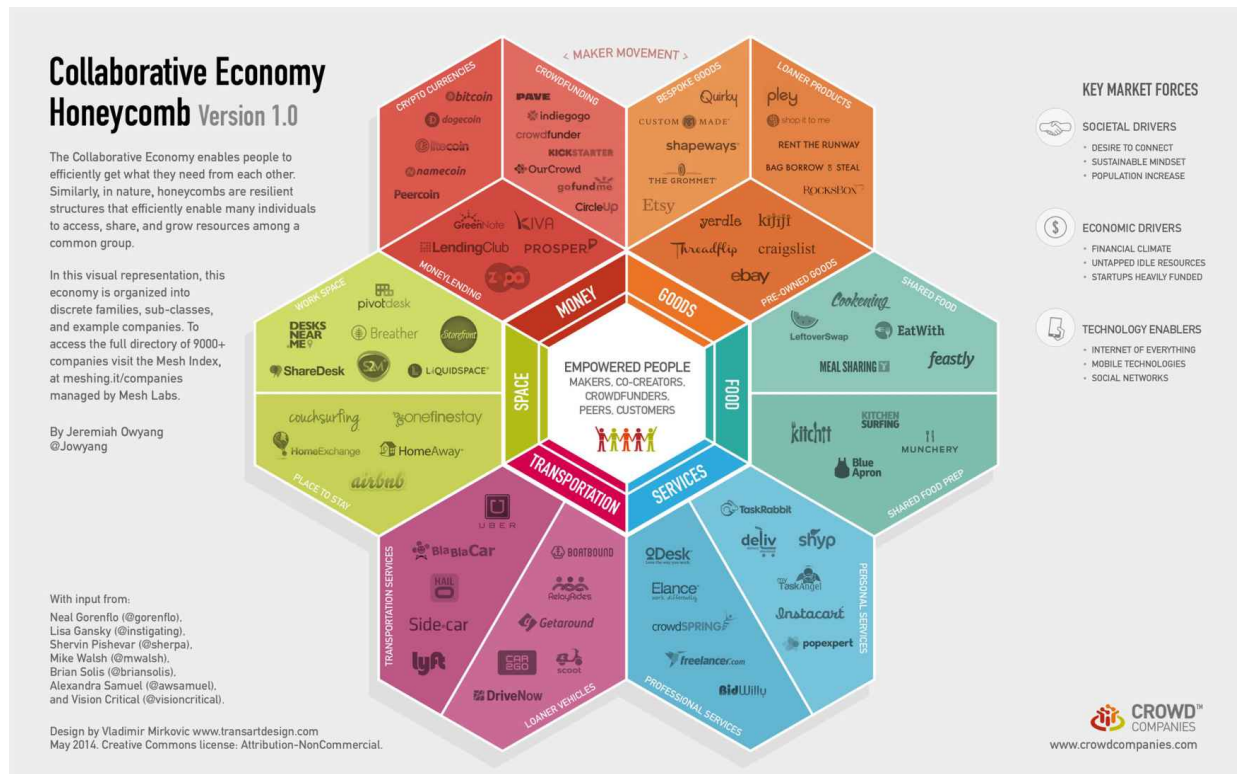 Collaborative Economy
Honeycomb Version 1.0
The Collaborative Economy enables people to
efficiently get what they need from each other.
Similarly, in nature, honeycombs are resilient
structures that efficiently enable many individuals
to access, share, and grow resources among a
common group.
In this visual representation, this
economy is organized into
discrete families, sub-classes,
and example companies. To
access the full directory of 9000+
companies visit the Mesh Index,
at meshing.it/companies
managed by Mesh Labs.
By Jeremiah Owyang
@Jowyang
With input from:
Neal Gorenflo (@gorenflo),
Lisa Gansky (@instigating),
Shervin Pishevar (@sherpa),
Mike Walsh (@mwalsh),
Brian Solis (@briansolis),
Alexandra Samuel (@awsamuel),
and Vision Critical (@visioncritical).
Design by Vladimir Mirkovic www.transartdesign.com
May 2014. Creative Commons license: Attribution-NonCommercial.
< MAKER MOVEMENT >
CRYPTO CURRENCIES
bitcoin
dogecoin
litecoin
namecoin
Peercoin
CROWDFUNDING
PAVE
indiegogo
crowdfunder
KICKSTARTER
OurCrowd
gofundme
CircleUp
GreenNote
KIVA
LendingClub
PROSPER
Zopa
MONEYLENDING
MONEY
BESPOKE GOODS
Quirky
CUSTOM MADE
shapeways
THE GROMMET
Etsy
LOANER PRODUCTS
pley
shop it to me
RENT THE RUNWAY
BAG BORROW OR STEAL
ROCKSBOX
yerdle
kijiji
Threadflip
craigslist
ebay
PRE-OWNED GOODS
GOODS
WORK SPACE
pivotdesk
DESKS
NEAR
.ME
Breather
Storefront
ShareDesk
S2M
LIQUIDSPACE
couchsurfing
onefinestay
HomeExchange
HomeAway
airbnb
PLACE TO STAY
SPACE
EMPOWERED PEOPLE
MAKERS, CO-CREATORS,
CROWDFUNDERS,
PEERS, CUSTOMERS
SHARED FOOD
Cookening
LeftoverSwap
EatWith
MEAL SHARING
feastly
kitchit
KITCHEN
SURFING
MUNCHERY
Blue
Apron
SHARED FOOD PREP
FOOD
TRANSPORTATION
TRANSPORTATION SERVICES
UBER
BlaBlaCar
HAIL
O
Side.car
lyft
BOATBOUND
RelayRides
Getaround
CAR
2GO
scoot
DriveNow
LOANER VEHICLES
SERVICES
oDesk
Elance
work differently
crowdSPRING
freelancer.com
BidWilly
PROFESSIONAL SERVICES
TaskRabbit
deliv
shyp
my
TaskAngel
Instacart
popexpert
PERSONAL SERVICES
KEY MARKET FORCES
SOCIETAL DRIVERS
• DESIRE TO CONNECT
• SUSTAINABLE MINDSET
• POPULATION INCREASE
$
ECONOMIC DRIVERS
• FINANCIAL CLIMATE
• UNTAPPED IDLE RESOURCES
• STARTUPS HEAVILY FUNDED
TECHNOLOGY ENABLERS
• INTERNET OF EVERYTHING
• MOBILE TECHNOLOGIES
• SOCIAL NETWORKS
CROWD™
COMPANIES
www.crowdcompanies.com